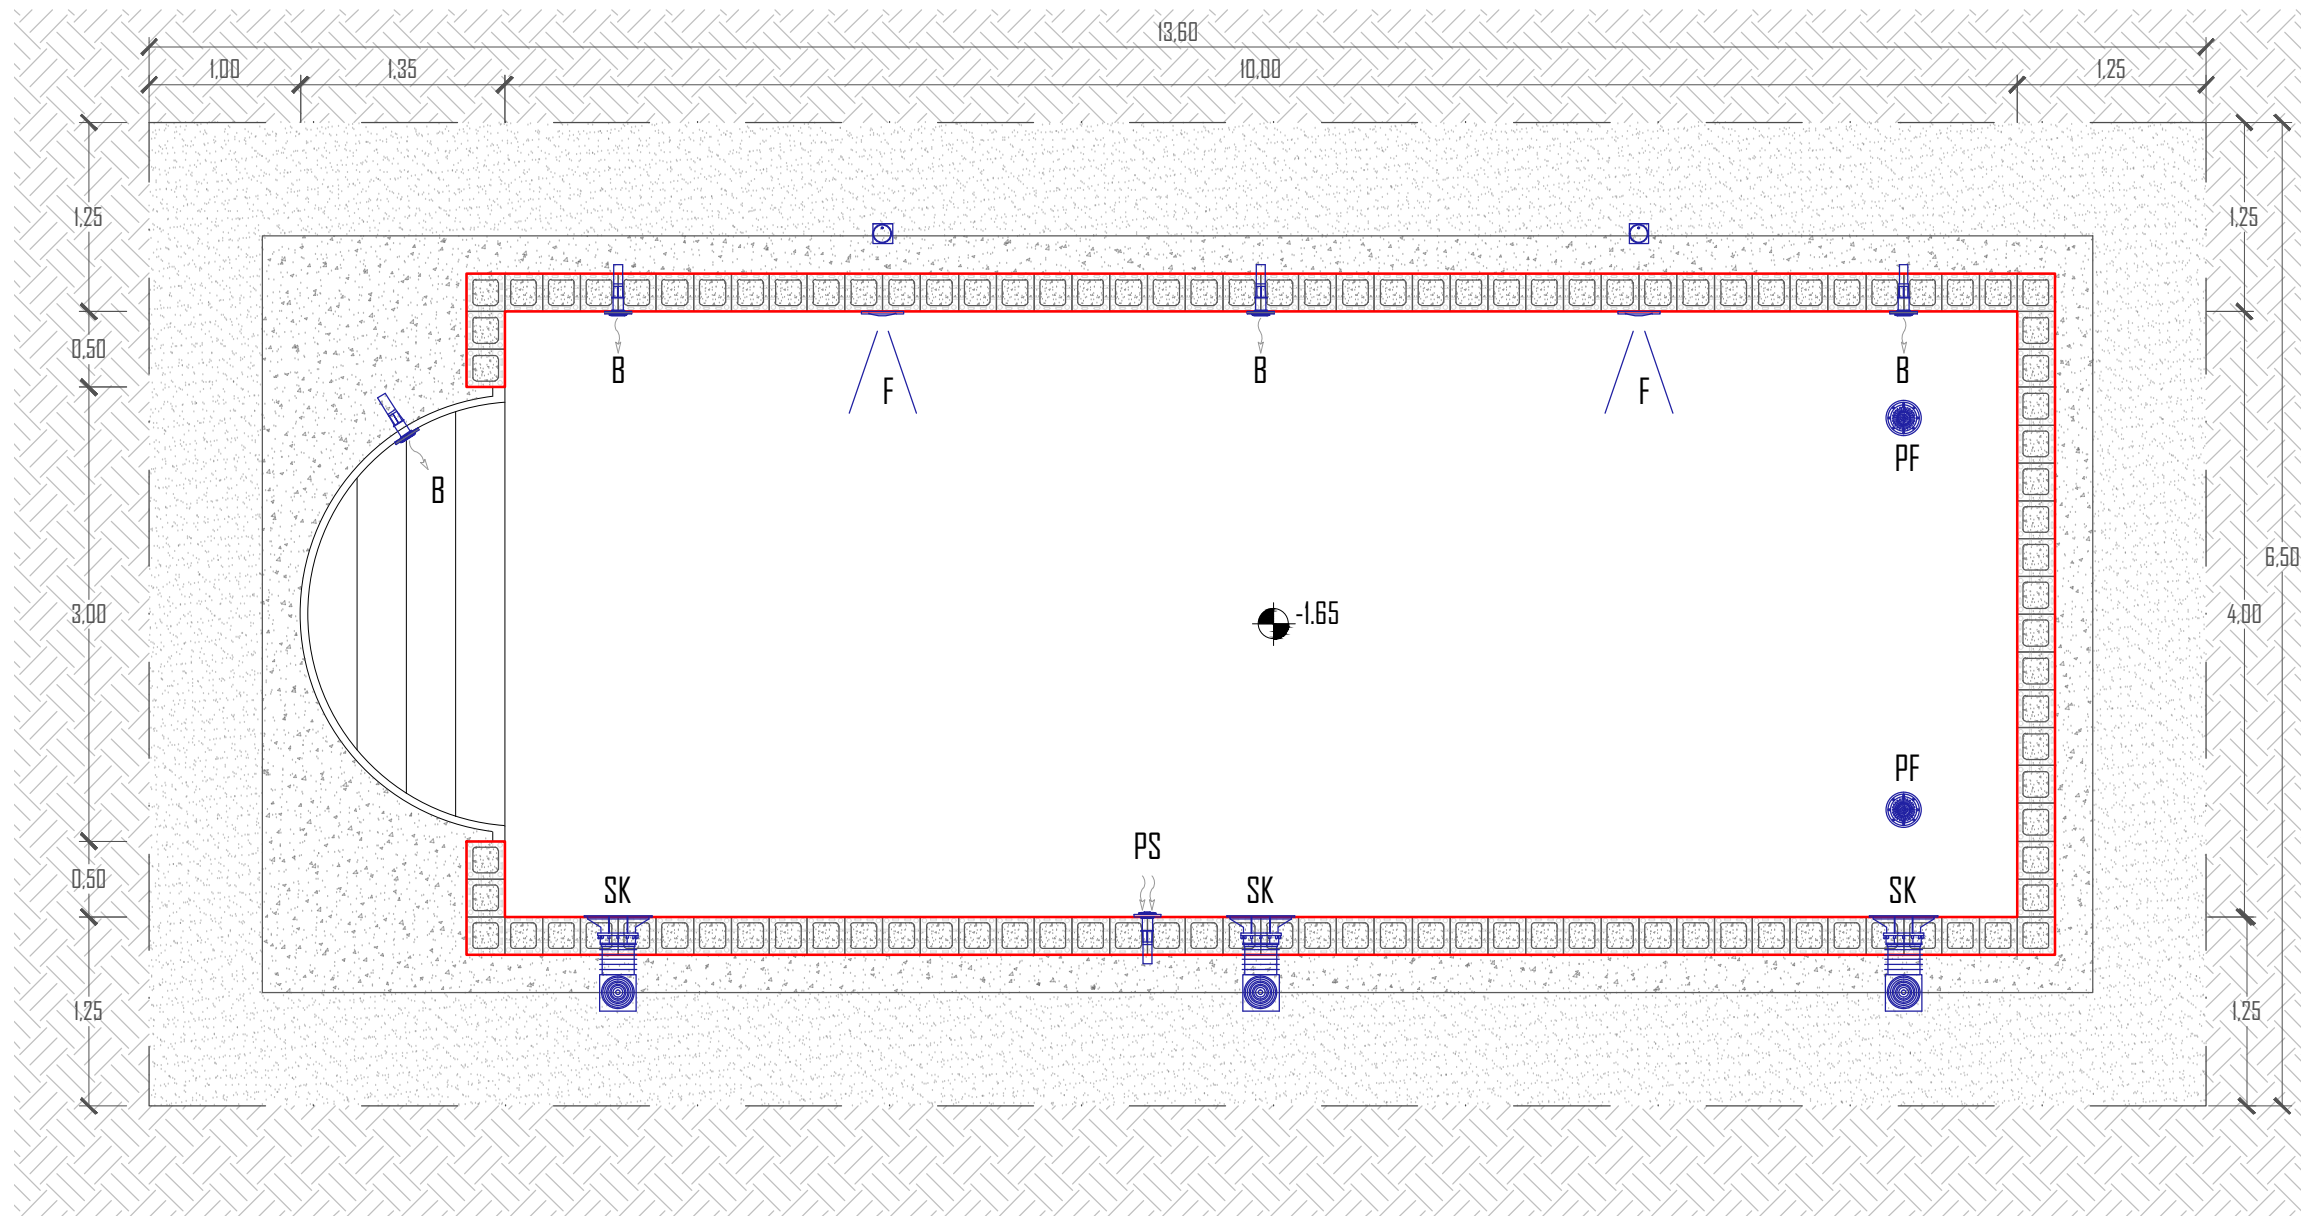 13,60
1,00 1,35 10,00 1,25
1,25 1,25
0,50
B B B
F F
PF
B
6,50
3,00 -1.65 4,00
PF
PS
0,50 SK SK SK
1,25 1,25